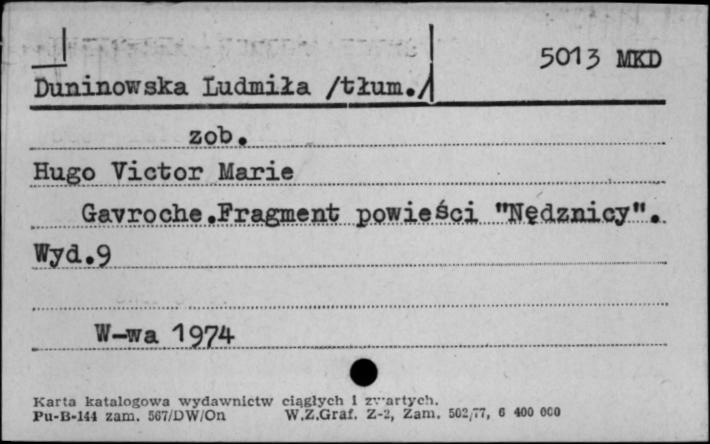 5013 MKD
Duninowska Ludmiła /tłum./
zob.
Hugo Victor Marie
Gavroche.Fragment powieści "Nędznicy".
Wyd.9
W-wa 1974
Karta katalogowa wydawnictw ciągłych i zwartych.
Pu-B-144 zam. 567/DW/On W.Z.Graf. Z-2, Zam. 502/77, 6 400 000